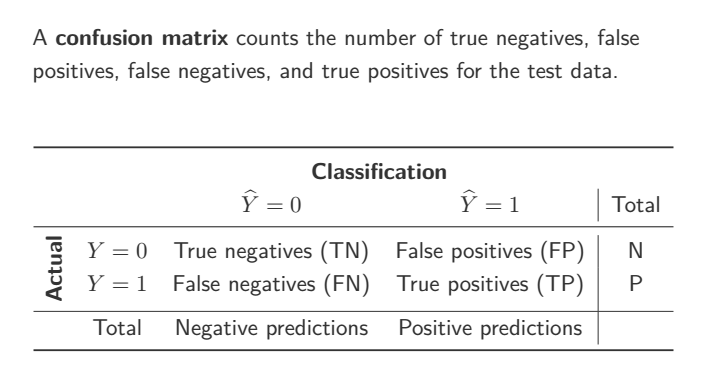 A confusion matrix counts the number of true negatives, false
positives, false negatives, and true positives for the test data.
Classification
Ŷ = 0 Ŷ = 1 Total
Actual
Y = 0 True negatives (TN) False positives (FP) N
Y = 1 False negatives (FN) True positives (TP) P
Total Negative predictions Positive predictions